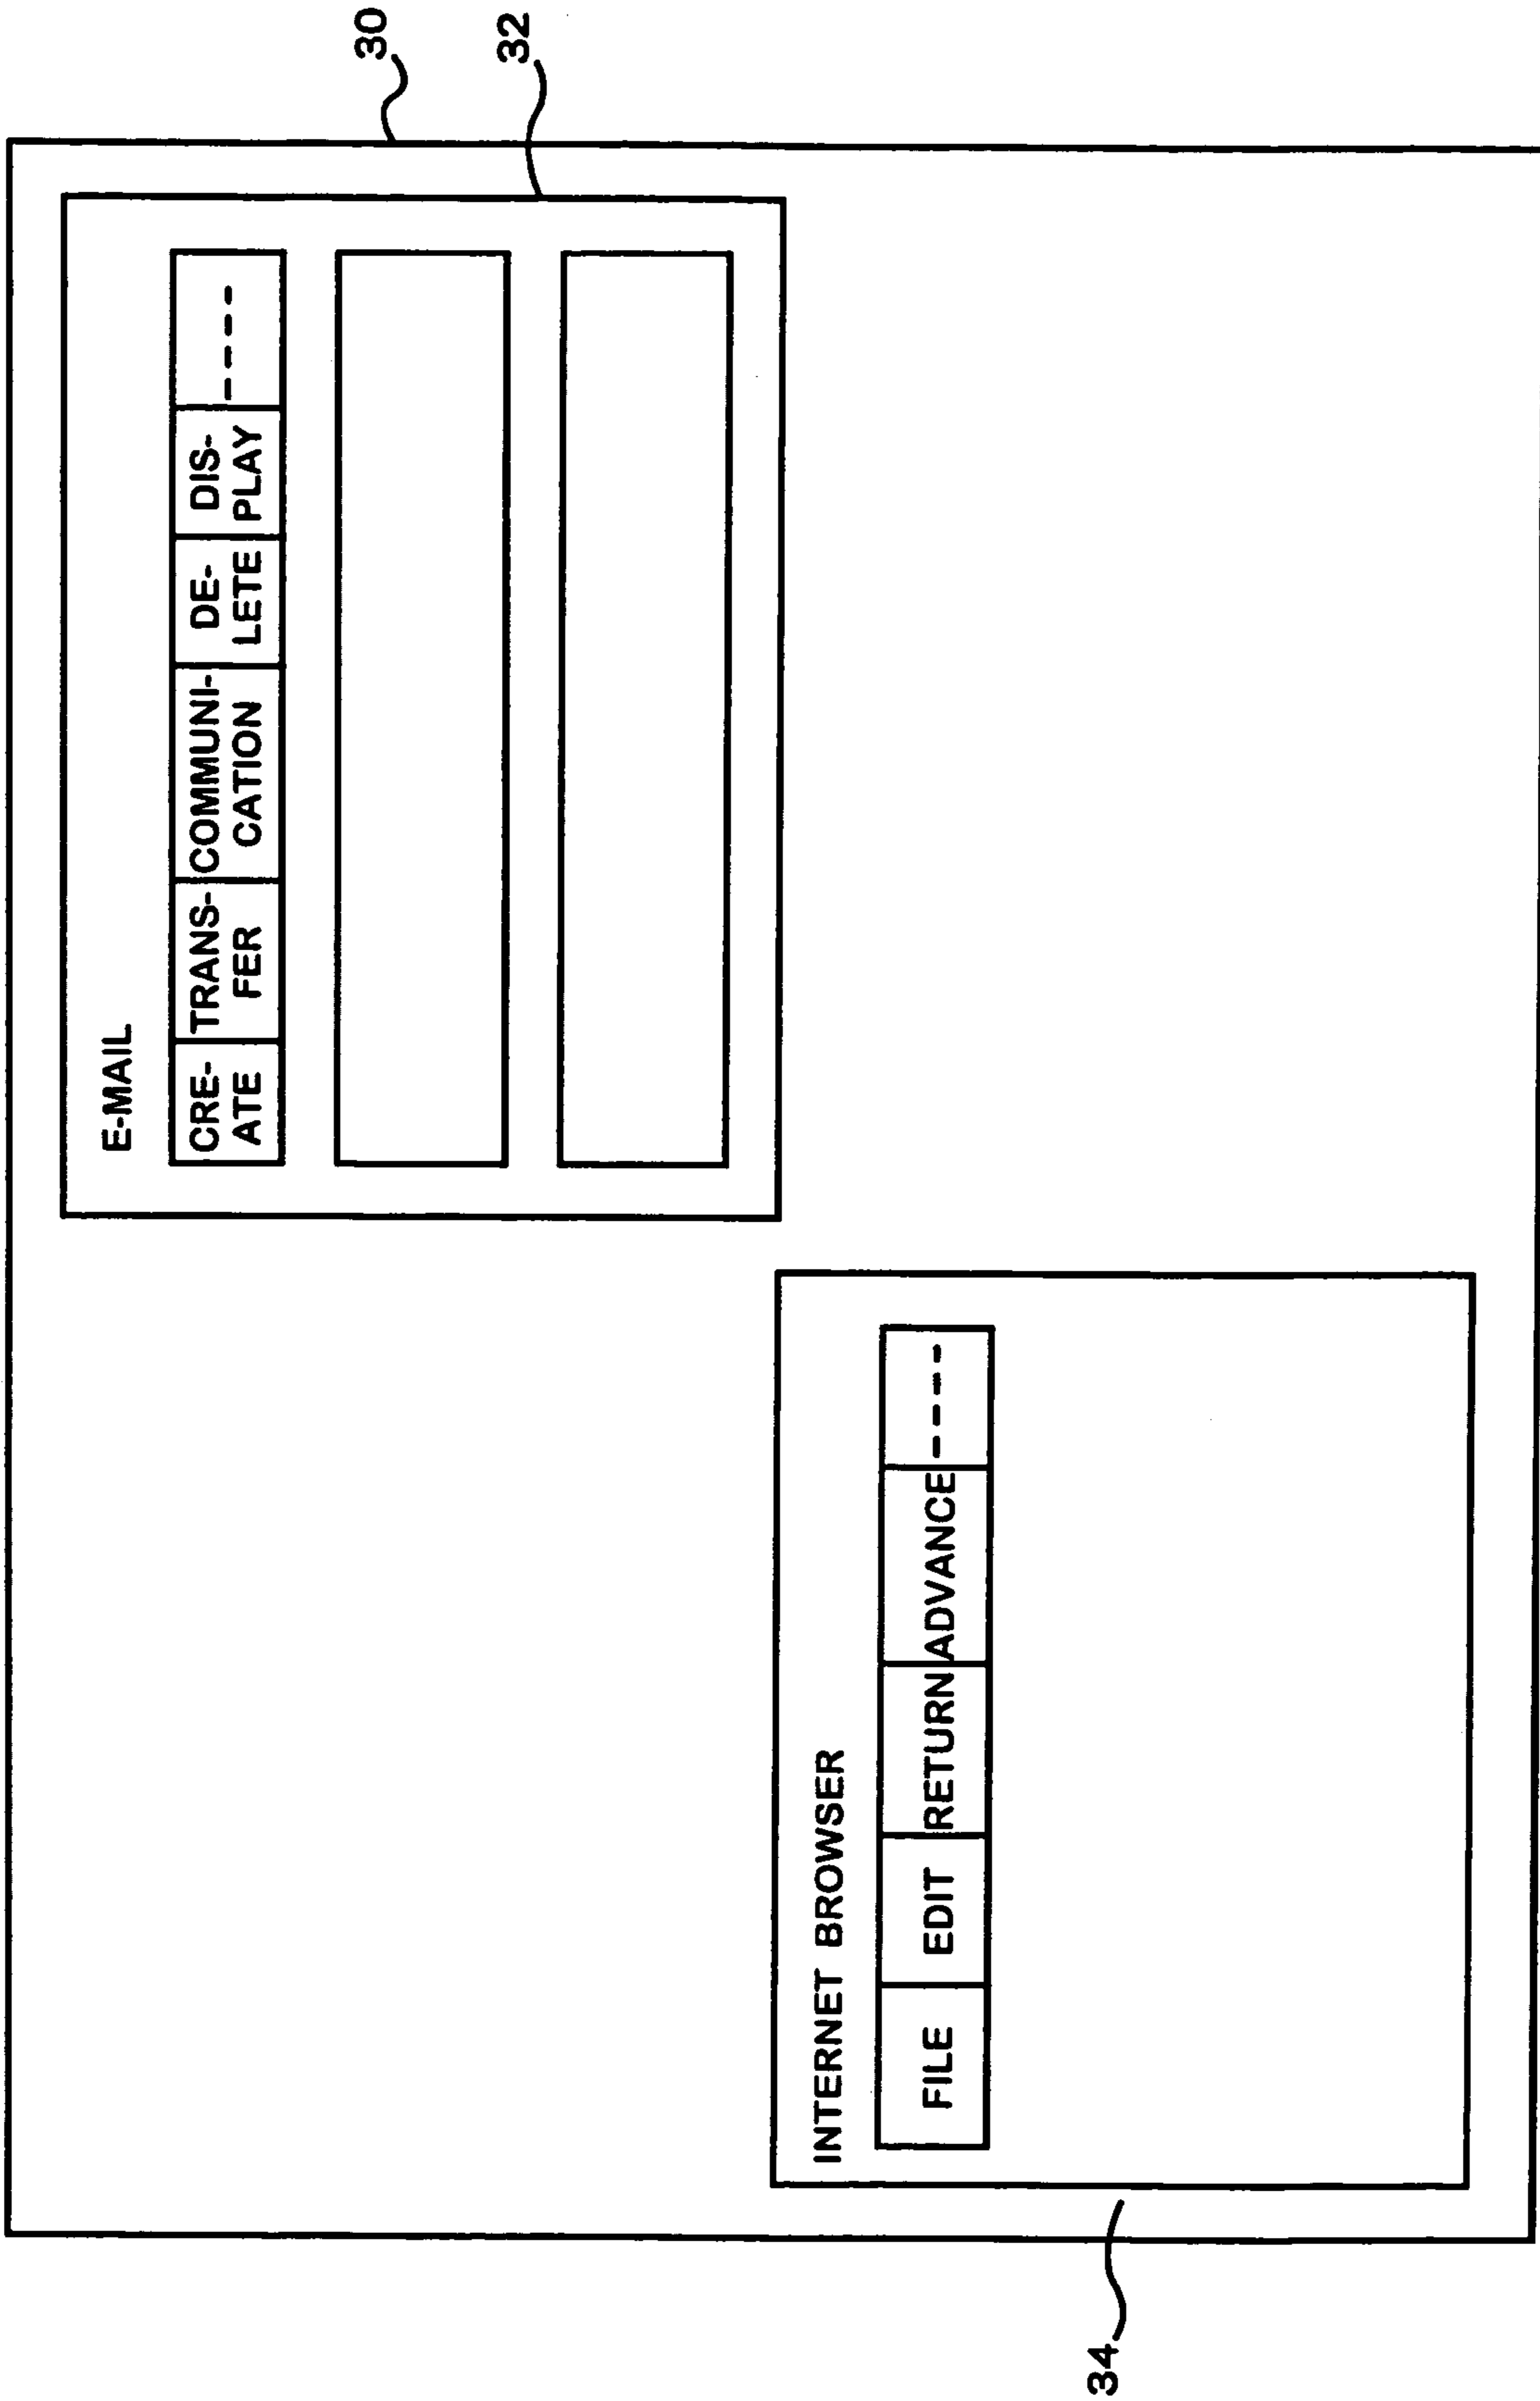 30
32
E-MAIL
CRE- TRANS- COMMUNI- DE- DIS- ----
ATE FER CATION LETE PLAY
INTERNET BROWSER
FILE EDIT RETURN ADVANCE ----
34